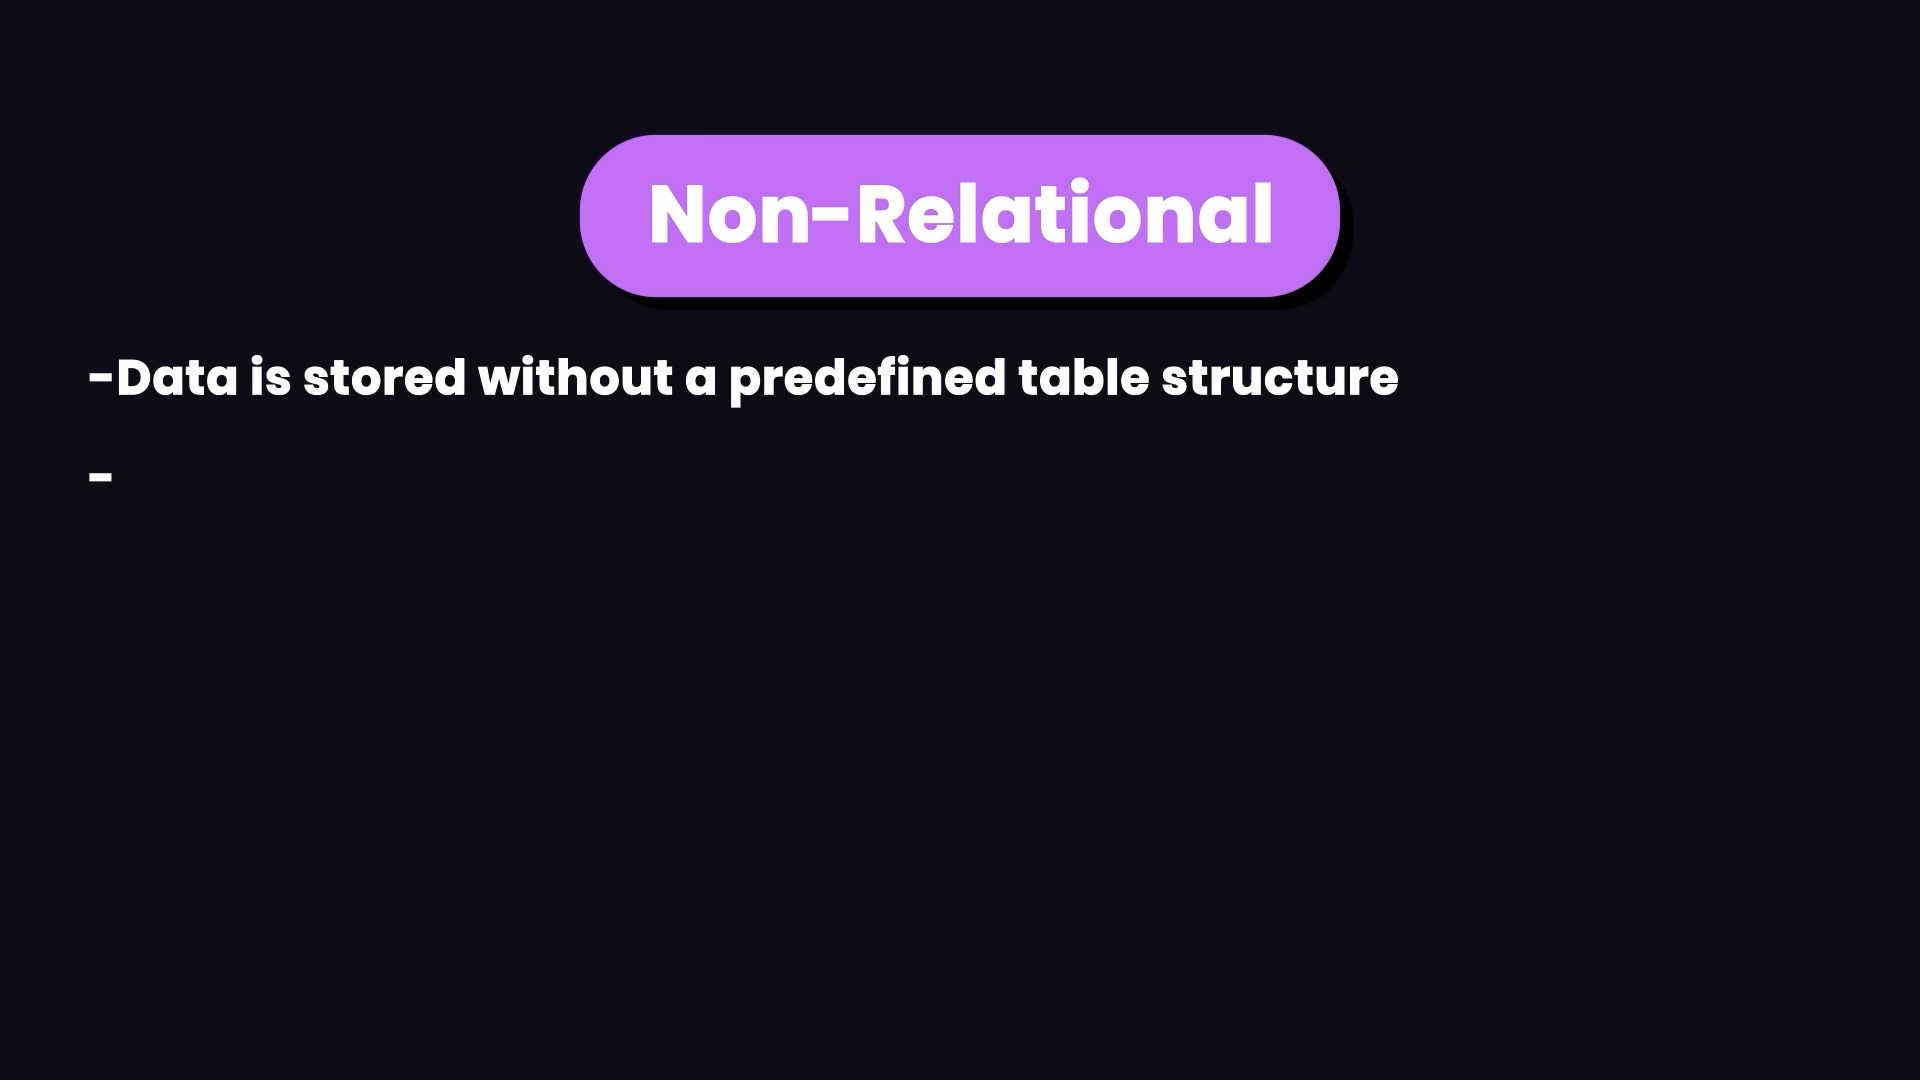 Non-Relational
-Data is stored without a predefined table structure
-